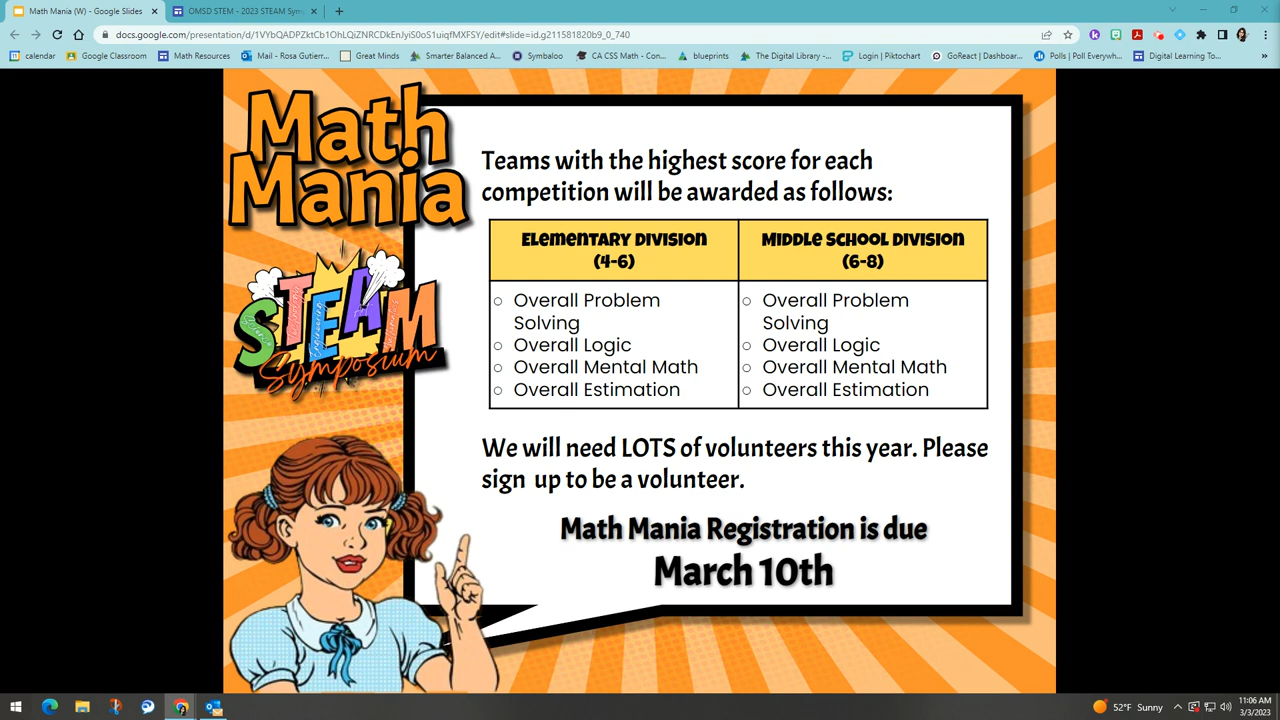 Math Mania (W) - Google Slides
OMSD STEM - 2023 STEAM Sym
docs.google.com/presentation/d/1VYbQADPZktCb1OhLQiZNRCDkEnJyiS0oS1uiqfMXFSY/edit#slide=id.g211581820b9_0_740
calendar
Google Classroom
Math Resources
Mail - Rosa Gutierr...
Great Minds
Smarter Balanced A...
Symbaloo
CA CSS Math - Con...
blueprints
The Digital Library -...
Login | Piktochart
GoReact | Dashboar...
Polls | Poll Everywh...
Digital Learning To...
Math
Mania
STEAM
Symposium
Teams with the highest score for each
competition will be awarded as follows:
Elementary Division
(4-6)
Middle School Division
(6-8)
Overall Problem
Solving
Overall Logic
Overall Mental Math
Overall Estimation
Overall Problem
Solving
Overall Logic
Overall Mental Math
Overall Estimation
We will need LOTS of volunteers this year. Please
sign up to be a volunteer.
Math Mania Registration is due
March 10th
52°F Sunny
11:06 AM
3/3/2023